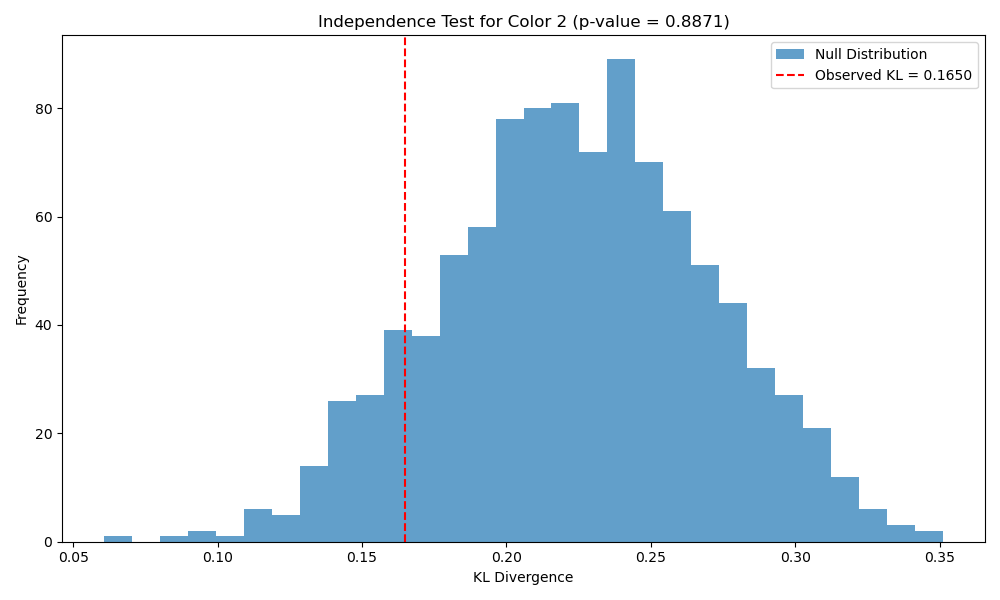 Independence Test for Color 2 (p-value = 0.8871)
Null Distribution
Observed KL = 0.1650
Frequency
80
60
40
20
0
0.05 0.10 0.15 0.20 0.25 0.30 0.35
KL Divergence